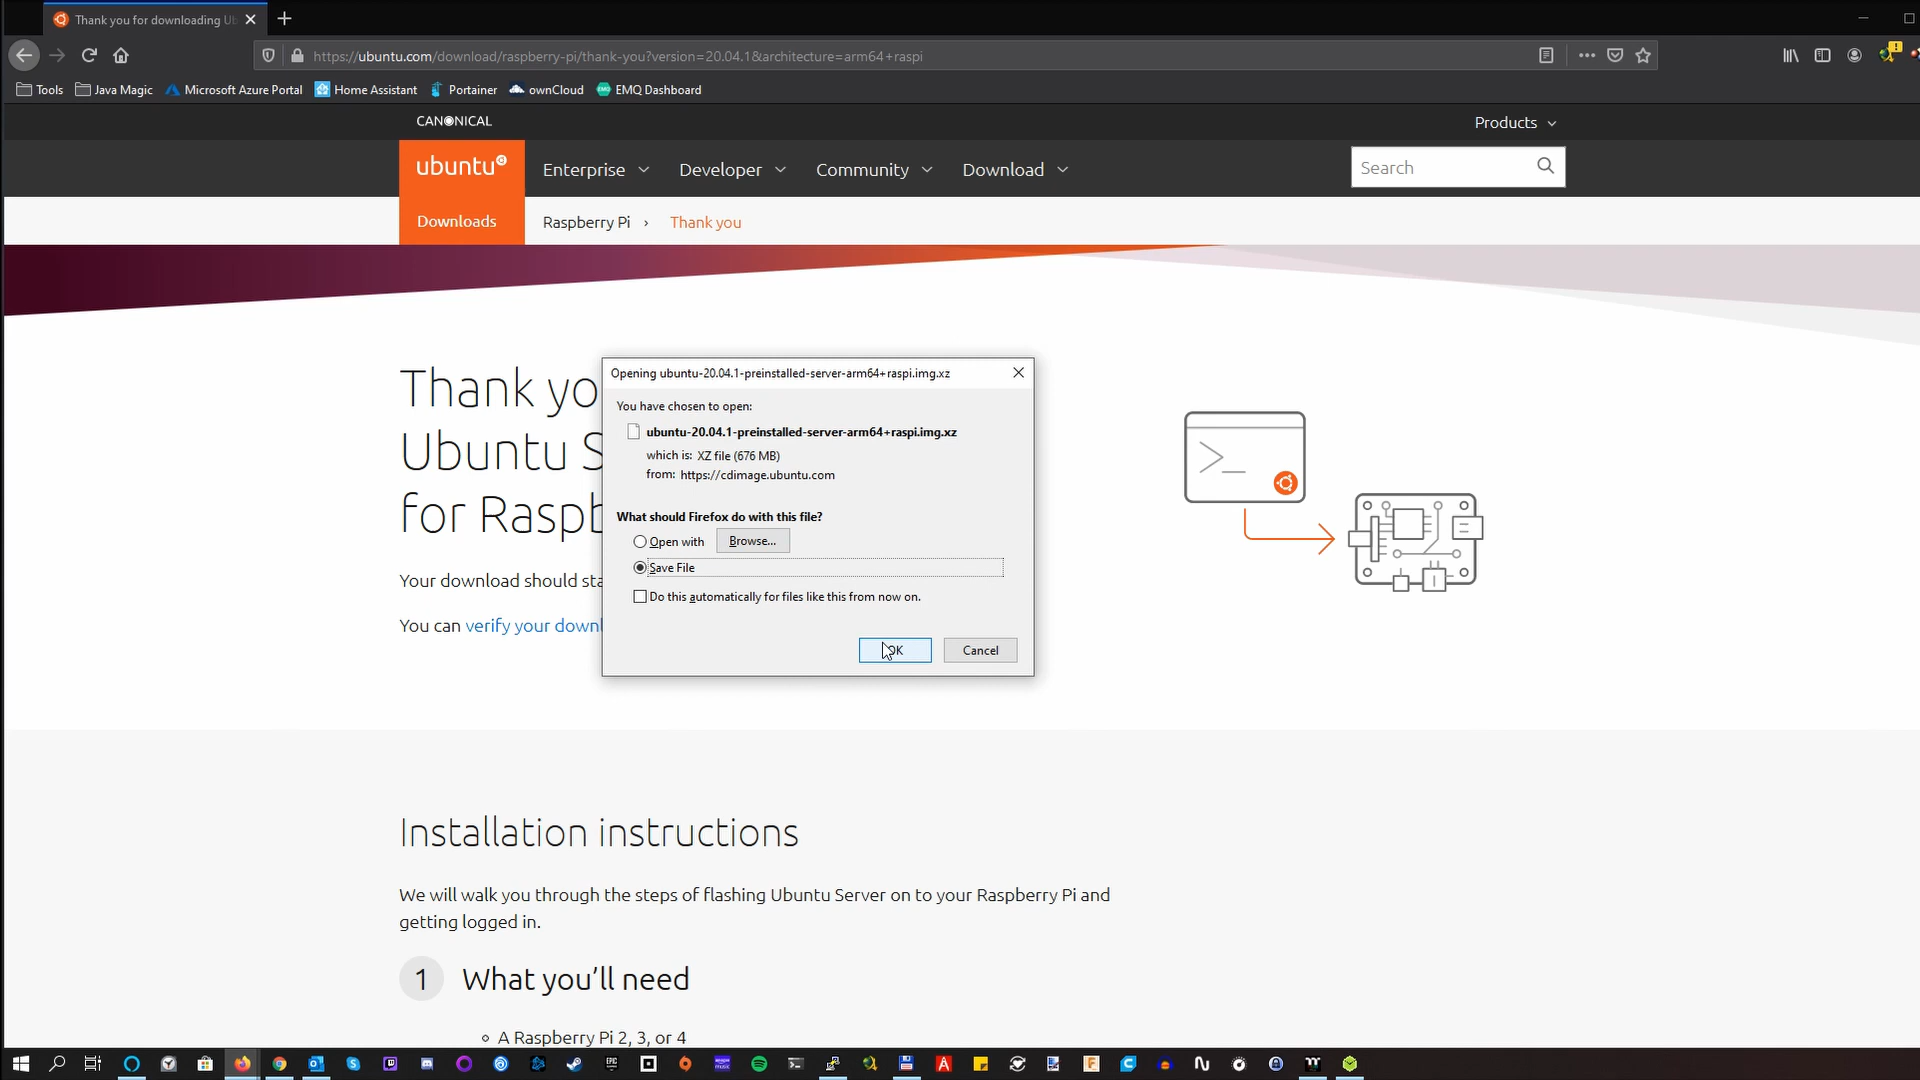 Thank you for downloading Ub
https://ubuntu.com/download/raspberry-pi/thank-you?version=20.04.1&architecture=arm64+raspi
Tools Java Magic Microsoft Azure Portal Home Assistant Portainer ownCloud EMQ Dashboard
CANONICAL
Products
ubuntu
Enterprise Developer Community Download
Search
Downloads
Raspberry Pi › Thank you
Thank yo
Ubuntu S
for Raspb
Your download should sta
You can verify your downl
Opening ubuntu-20.04.1-preinstalled-server-arm64+raspi.img.xz
You have chosen to open:
ubuntu-20.04.1-preinstalled-server-arm64+raspi.img.xz
which is: XZ file (676 MB)
from: https://cdimage.ubuntu.com
What should Firefox do with this file?
Open with Browse...
Save File
Do this automatically for files like this from now on.
OK Cancel
Installation instructions
We will walk you through the steps of flashing Ubuntu Server on to your Raspberry Pi and
getting logged in.
1 What you’ll need
A Raspberry Pi 2, 3, or 4